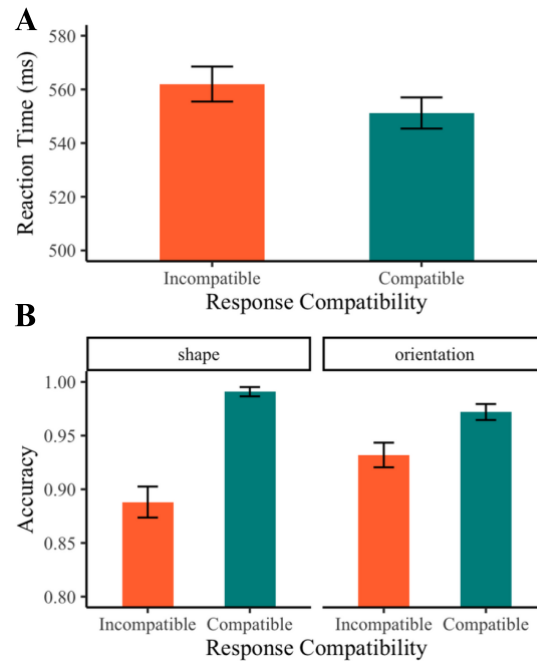 A
Reaction Time (ms)
580
560
540
520
500
Incompatible Compatible
Response Compatibility
B
shape orientation
Accuracy
1.00
0.95
0.90
0.85
0.80
Incompatible Compatible Incompatible Compatible
Response Compatibility